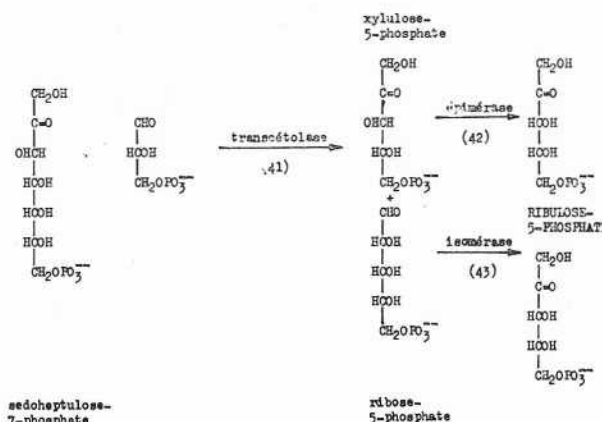 xylulose-
5-phosphate
CH₂OH
C=O
OHCH
HCOH
CH₂OPO₃⁻⁻
+
CH₂OH
C=O
OHCH
HCOH
HCOH
HCOH
CH₂OPO₃⁻⁻
CHO
HCOH
CH₂OPO₃⁻⁻
transcétolase
(41)
épimérase
(42)
CH₂OH
C=O
HCOH
HCOH
CH₂OPO₃⁻⁻
RIBULOSE-
5-PHOSPHATE
CHO
HCOH
HCOH
HCOH
CH₂OPO₃⁻⁻
isomérase
(43)
CH₂OH
C=O
HCOH
HCOH
CH₂OPO₃⁻⁻
sedoheptulose-
7-phosphate
ribose-
5-phosphate